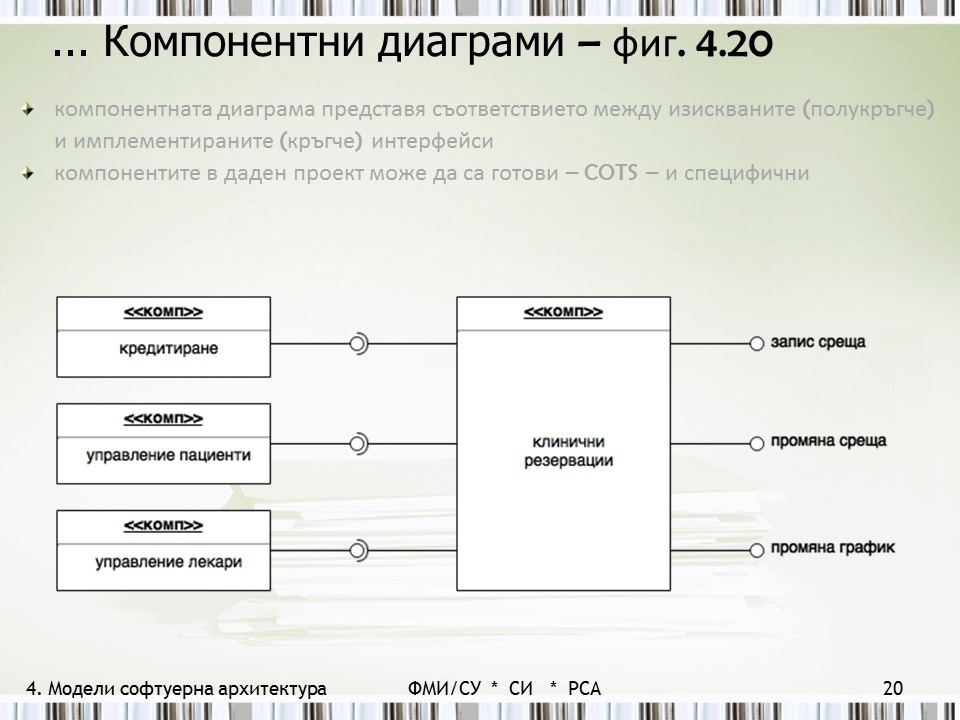 ... Компонентни диаграми – фиг. 4.20
компонентната диаграма представя съответствието между изискваните (полукръгче)
и имплементираните (кръгче) интерфейси
компонентите в даден проект може да са готови – COTS – и специфични
<<комп>>
кредитиране
<<комп>>
управление пациенти
<<комп>>
управление лекари
<<комп>>
клинични
резервации
запис среща
промяна среща
промяна график
4. Модели софтуерна архитектура ФМИ/СУ * СИ * РСА 20